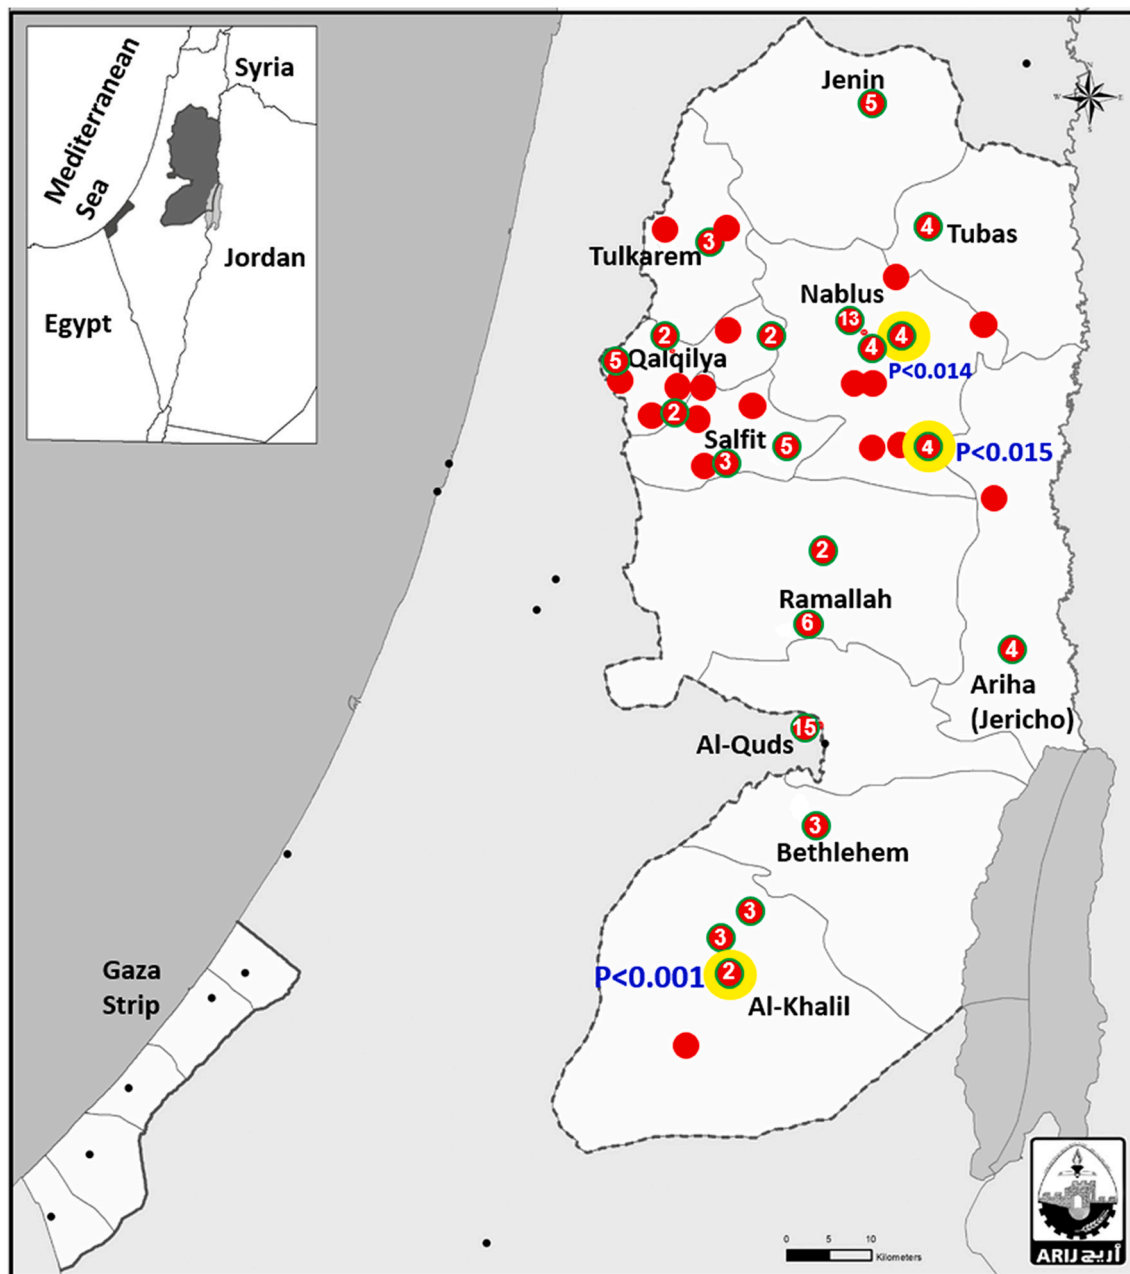 Mediterranean
Sea
Syria
Jordan
Egypt
N
W
E
S
Jenin
5
4
Tubas
3
Tulkarem
Nablus
13
4
4
P<0.014
2
2
5
Qalqilya
2
Salfit
5
3
4
P<0.015
2
Ramallah
6
4
Ariha
(Jericho)
15
Al-Quds
3
Bethlehem
3
3
P<0.001
2
Al-Khalil
Gaza
Strip
0 5 10
Kilometers
ARIJ أريج